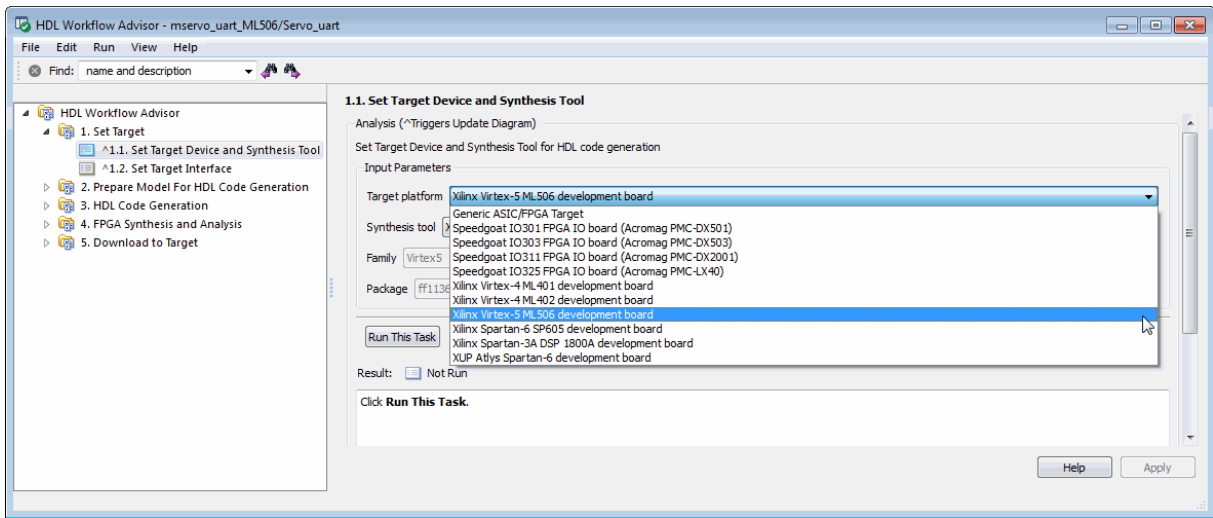 HDL Workflow Advisor - mservo_uart_ML506/Servo_uart
File Edit Run View Help
Find: name and description
HDL Workflow Advisor
1. Set Target
^1.1. Set Target Device and Synthesis Tool
^1.2. Set Target Interface
2. Prepare Model For HDL Code Generation
3. HDL Code Generation
4. FPGA Synthesis and Analysis
5. Download to Target
1.1. Set Target Device and Synthesis Tool
Analysis (^Triggers Update Diagram)
Set Target Device and Synthesis Tool for HDL code generation
Input Parameters
Target platform Xilinx Virtex-5 ML506 development board
Generic ASIC/FPGA Target
Synthesis tool Speedgoat IO301 FPGA IO board (Acromag PMC-DX501)
Speedgoat IO303 FPGA IO board (Acromag PMC-DX503)
Family Virtex5 Speedgoat IO311 FPGA IO board (Acromag PMC-DX2001)
Speedgoat IO325 FPGA IO board (Acromag PMC-LX40)
Package ff1136 Xilinx Virtex-4 ML401 development board
Xilinx Virtex-4 ML402 development board
Xilinx Virtex-5 ML506 development board
Xilinx Spartan-6 SP605 development board
Run This Task Xilinx Spartan-3A DSP 1800A development board
XUP Atlys Spartan-6 development board
Result: Not Run
Click Run This Task.
Help Apply